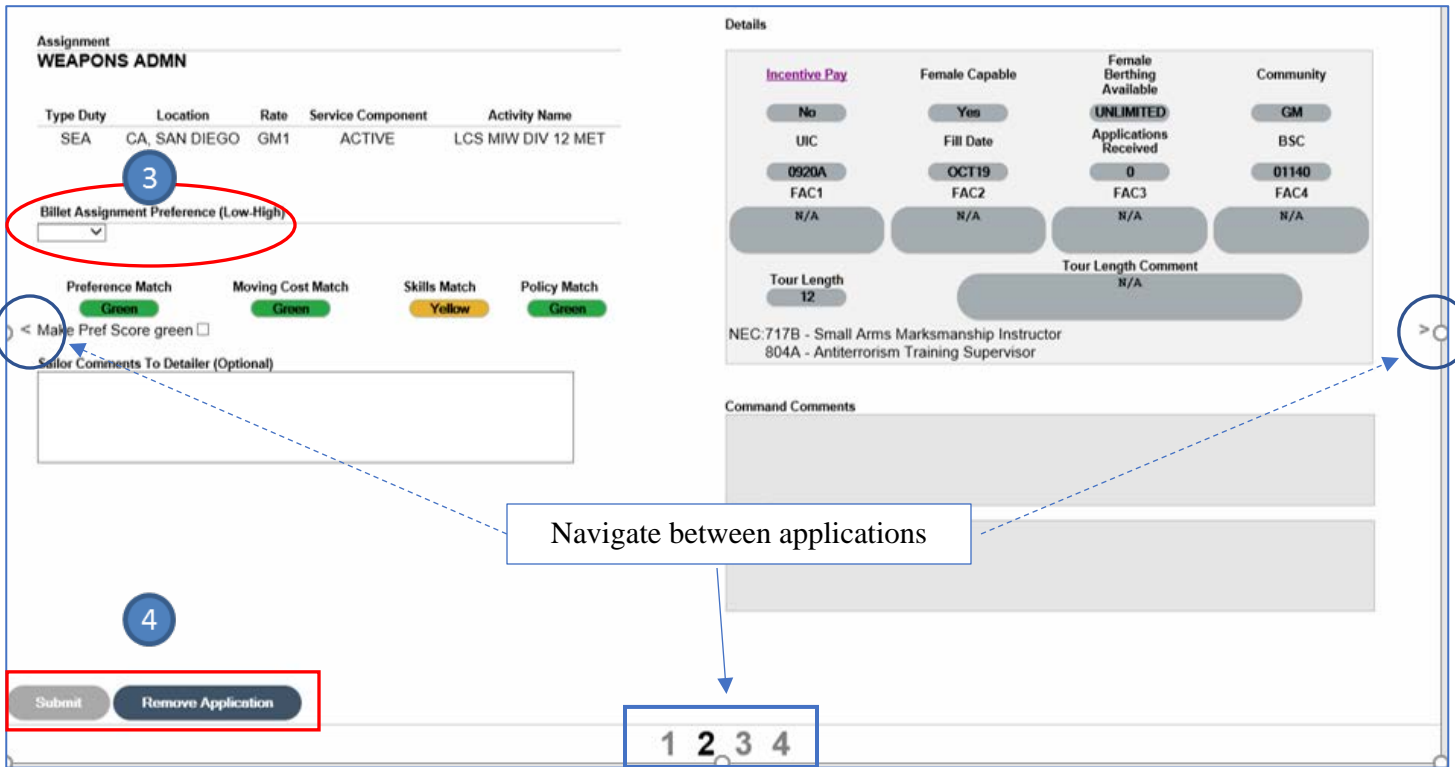 Assignment
WEAPONS ADMN
Type Duty Location Rate Service Component Activity Name
SEA CA, SAN DIEGO GM1 ACTIVE LCS MIW DIV 12 MET
3
Billet Assignment Preference (Low-High)
Preference Match Moving Cost Match Skills Match Policy Match
Green Green Yellow Green
< Make Pref Score green
Sailor Comments To Detailer (Optional)
Details
Incentive Pay Female Capable Female Berthing Available Community
No Yes UNLIMITED GM
UIC Fill Date Applications Received BSC
0920A OCT19 0 01140
FAC1 FAC2 FAC3 FAC4
N/A N/A N/A N/A
Tour Length Tour Length Comment
12 N/A
NEC:717B - Small Arms Marksmanship Instructor
804A - Antiterrorism Training Supervisor
>
Command Comments
Navigate between applications
4
Submit Remove Application
1 2 3 4